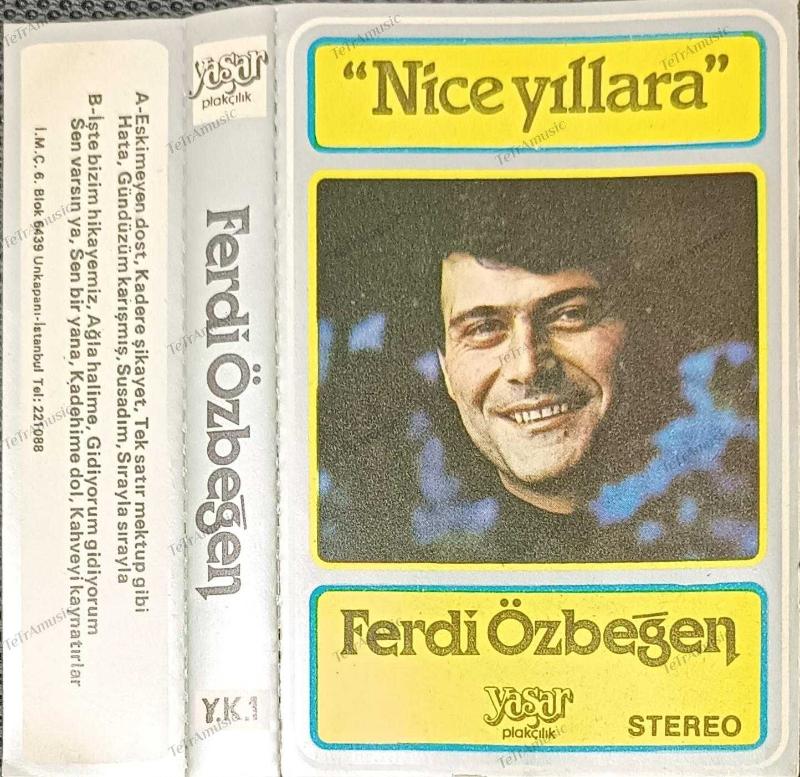 A-Eskimeyen dost, Kadere şikayet, Tek satır mektup gibi
Hata, Gündüzüm karışmış, Susadım, Sırayla sırayla
B-İşte bizim hikayemiz, Ağla halime, Gidiyorum gidiyorum
Sen varsın ya, Sen bir yana, Kadehime dol, Kahveyi kaynatırlar
İ.M.Ç. 6. Blok 6439 Unkapanı-İstanbul Tel: 221088
yaşar
plakçılık
Ferdi Özbeğen
Y.K.1
"Nice yıllara"
Ferdi Özbeğen
yaşar
plakçılık
STEREO
TeTrAmusic